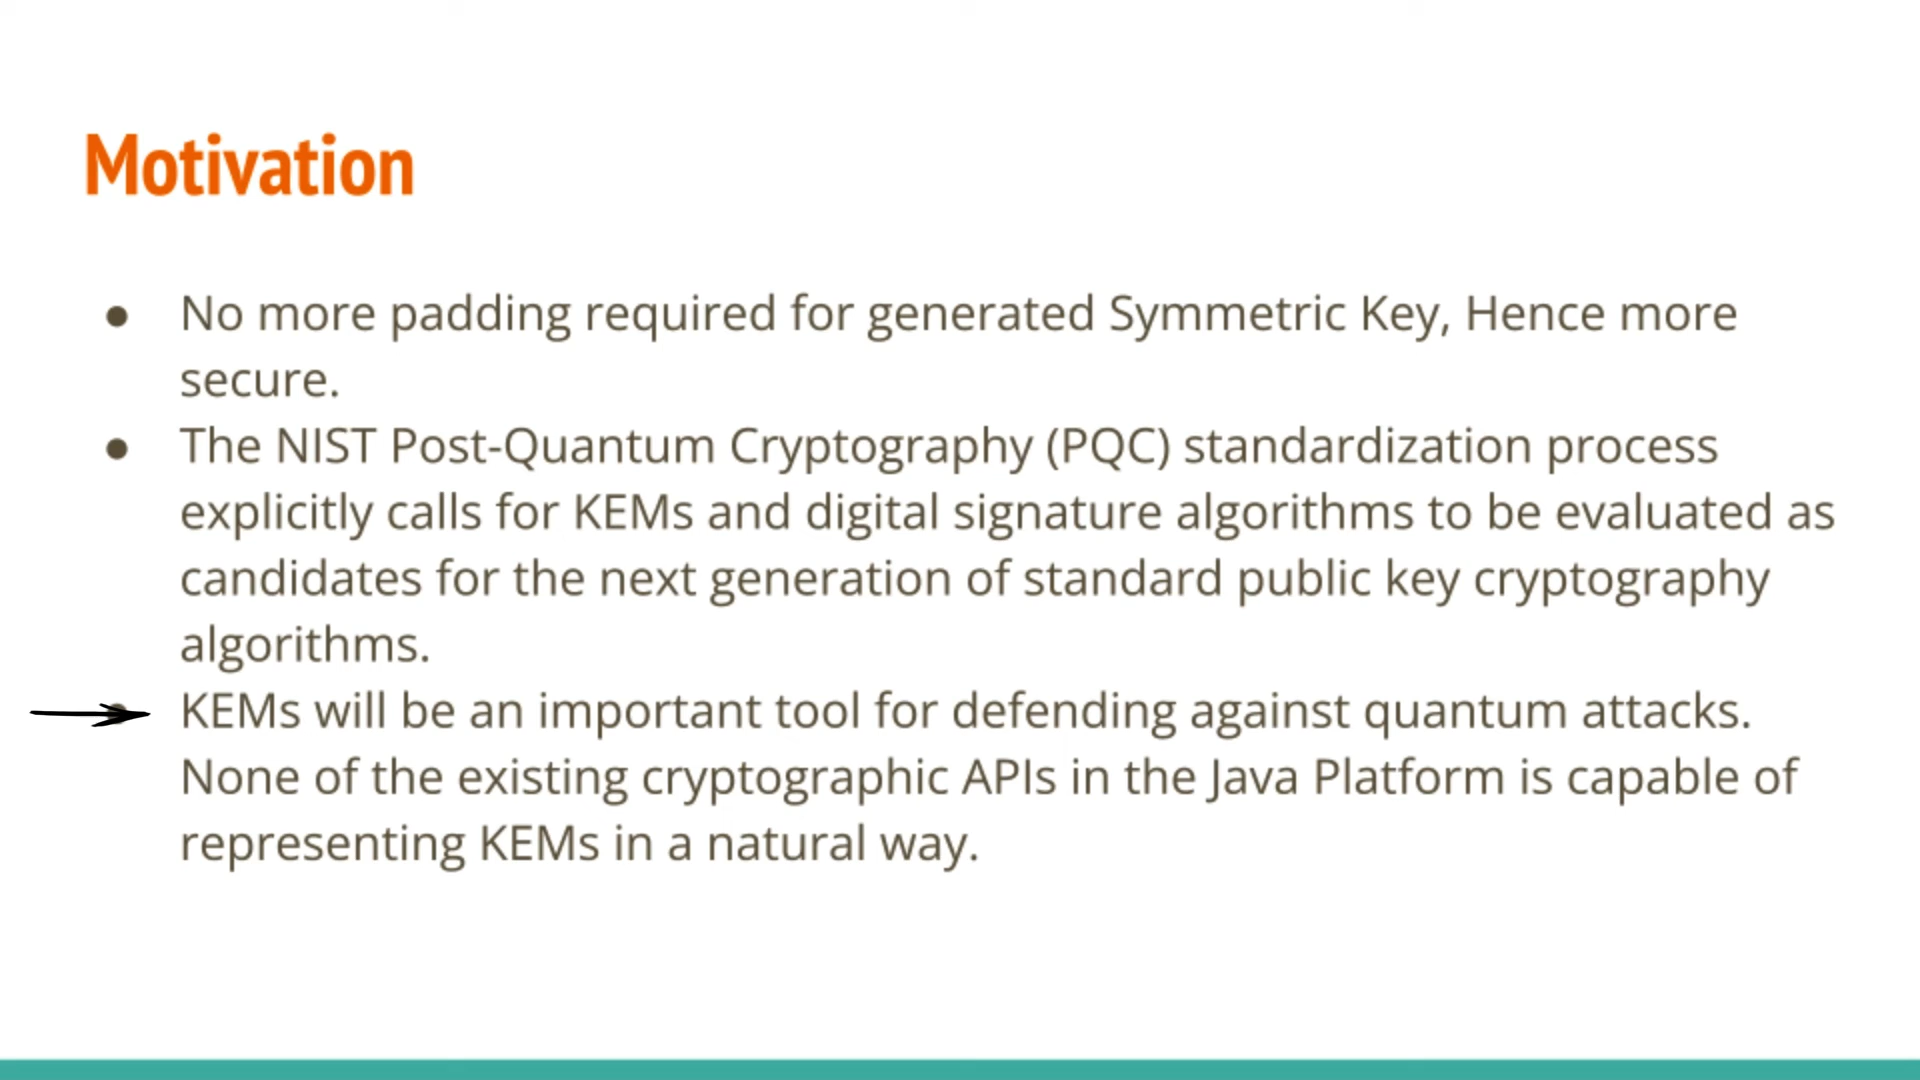 Motivation
● No more padding required for generated Symmetric Key, Hence more
secure.
● The NIST Post-Quantum Cryptography (PQC) standardization process
explicitly calls for KEMs and digital signature algorithms to be evaluated as
candidates for the next generation of standard public key cryptography
algorithms.
● KEMs will be an important tool for defending against quantum attacks.
None of the existing cryptographic APIs in the Java Platform is capable of
representing KEMs in a natural way.